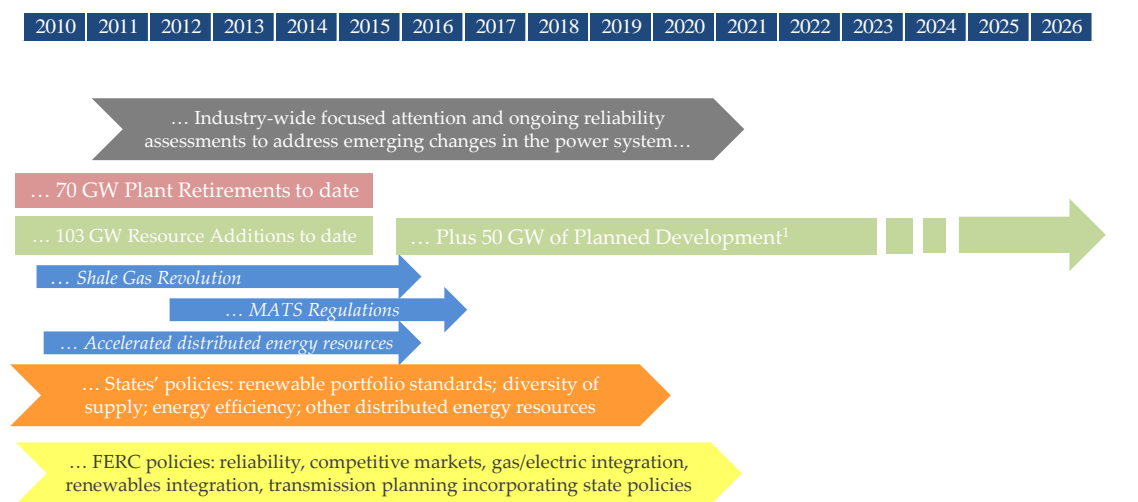 2010 2011 2012 2013 2014 2015 2016 2017 2018 2019 2020 2021 2022 2023 2024 2025 2026
… Industry-wide focused attention and ongoing reliability
assessments to address emerging changes in the power system…
… 70 GW Plant Retirements to date
… 103 GW Resource Additions to date … Plus 50 GW of Planned Development¹
… Shale Gas Revolution
… MATS Regulations
… Accelerated distributed energy resources
… States’ policies: renewable portfolio standards; diversity of
supply; energy efficiency; other distributed energy resources
… FERC policies: reliability, competitive markets, gas/electric integration,
renewables integration, transmission planning incorporating state policies